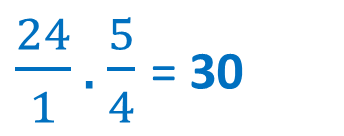 24/1 . 5/4 = 30